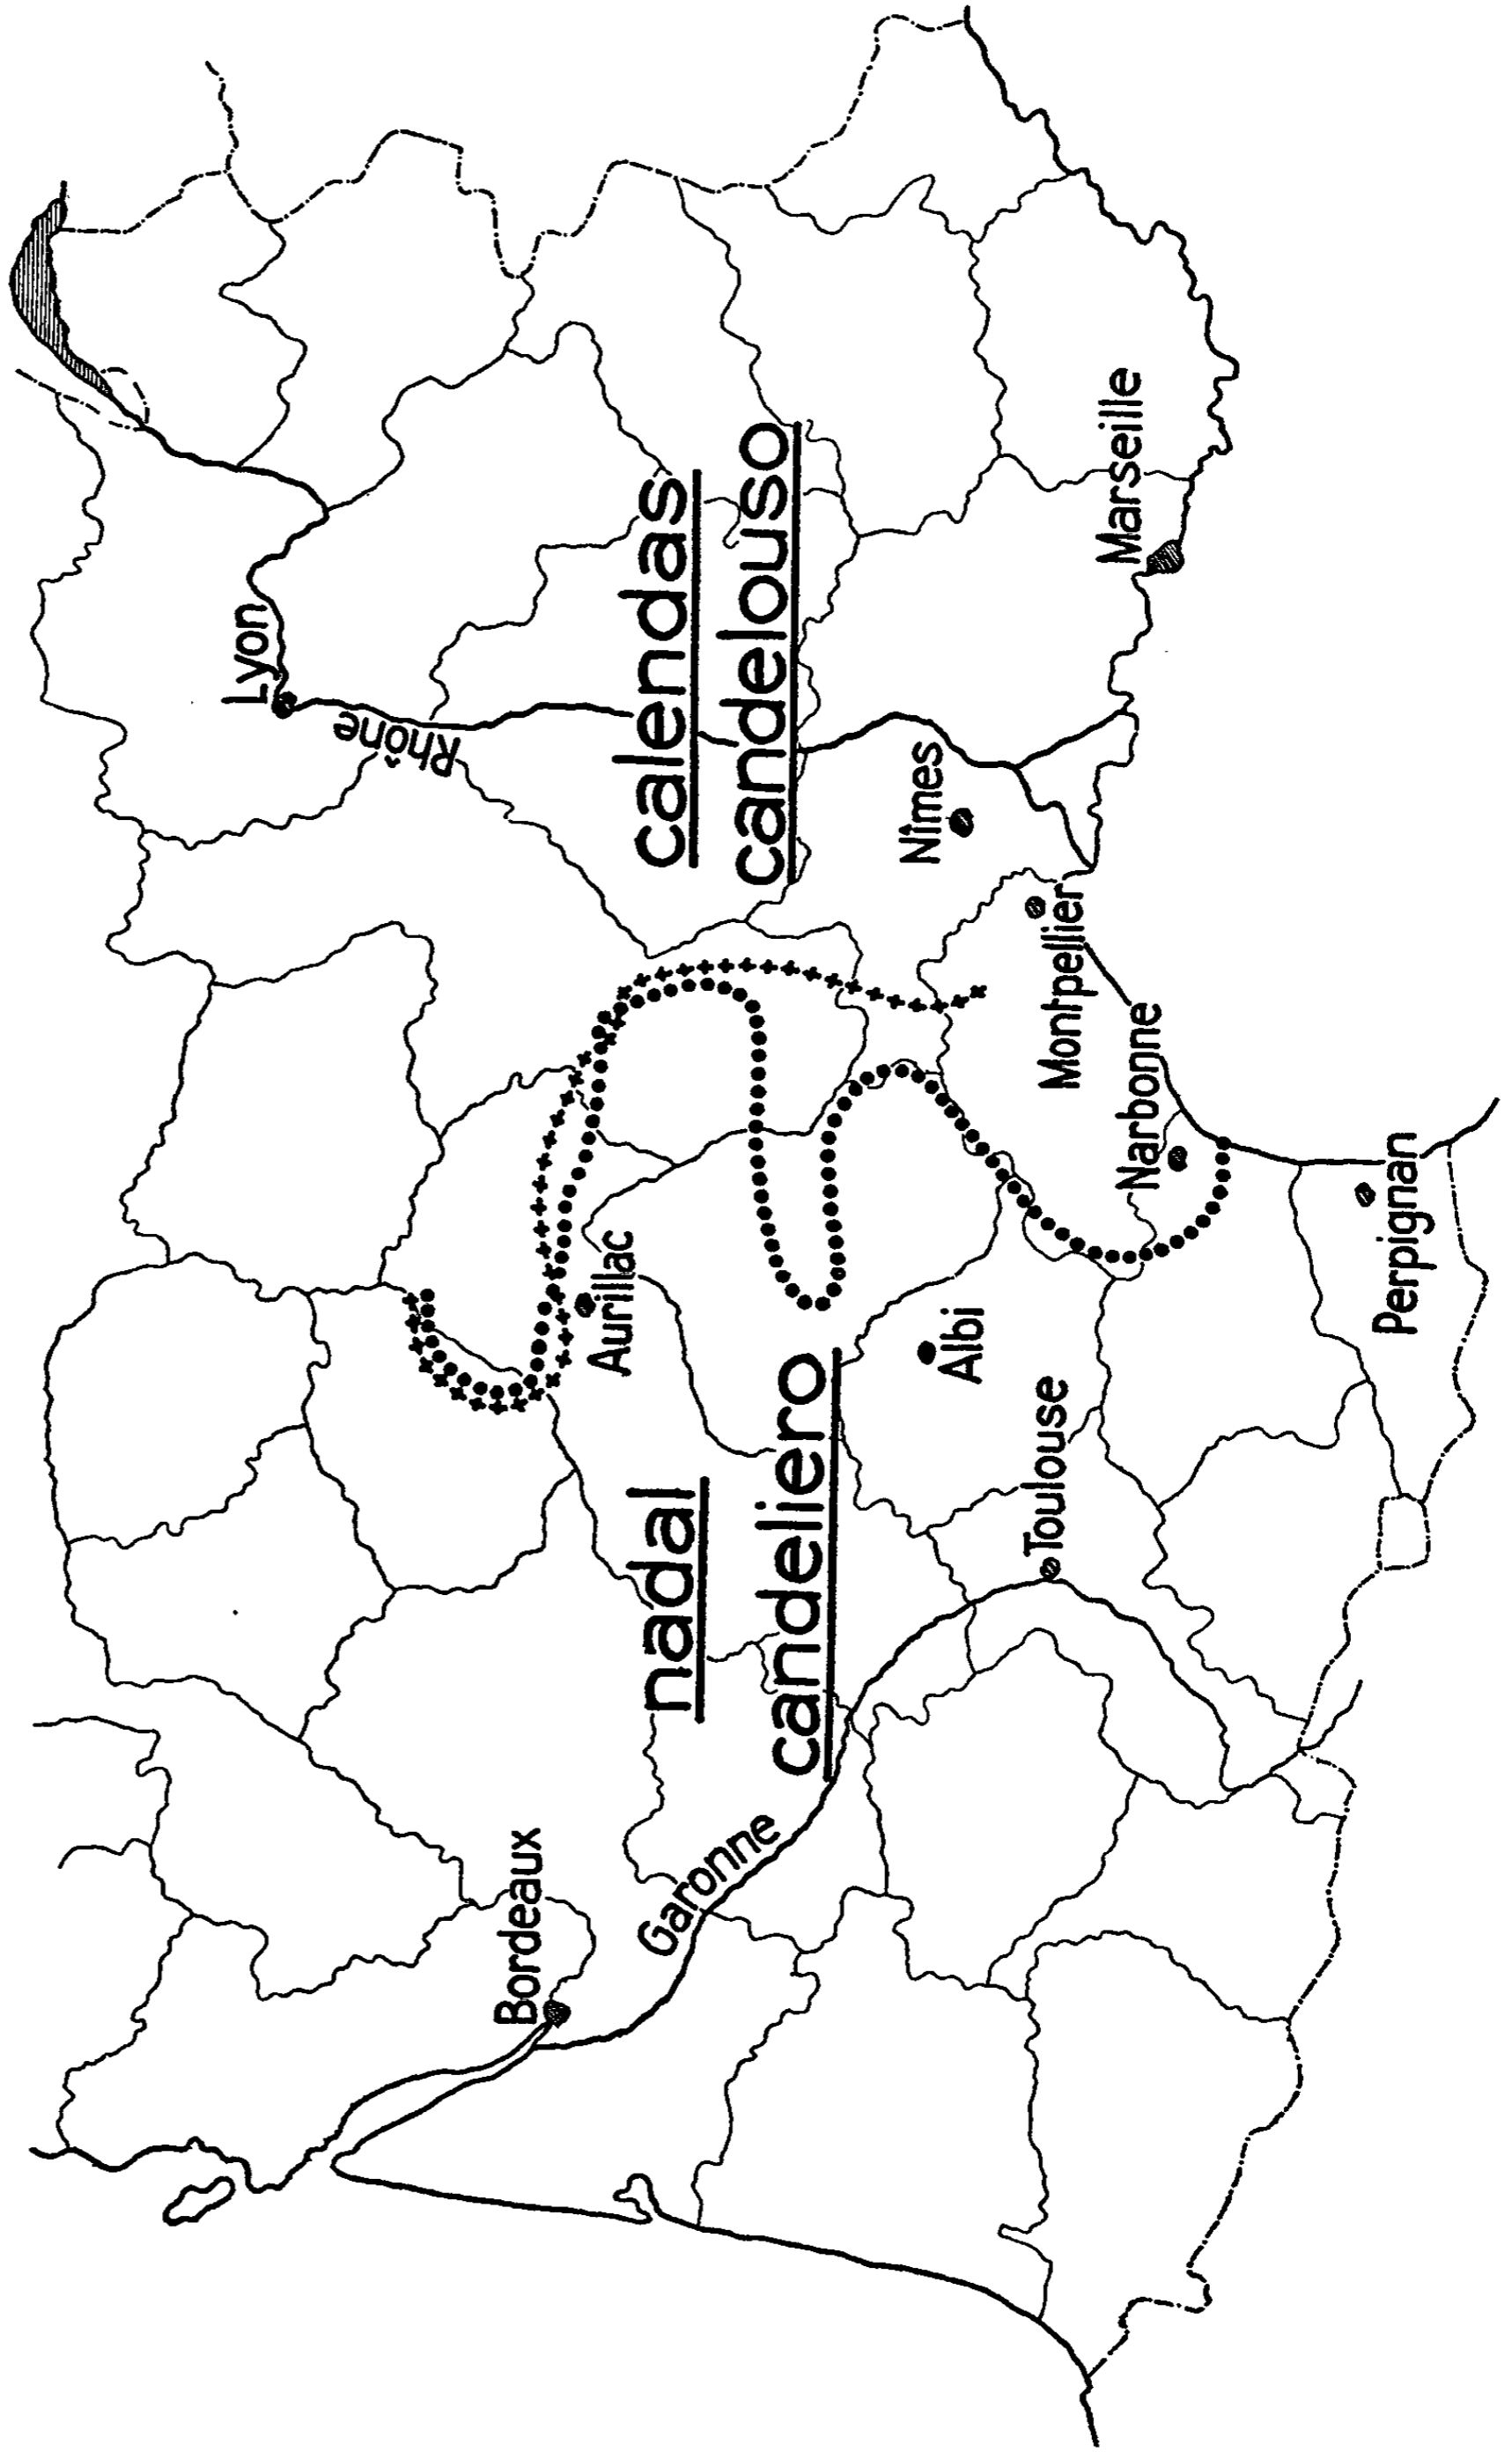 Lyon
Rhône
Bordeaux
Aurillac
Garonne
nadal
calendas
candeliero
candelouso
Albi
Nîmes
Toulouse
Montpellier
Marseille
Narbonne
Perpignan